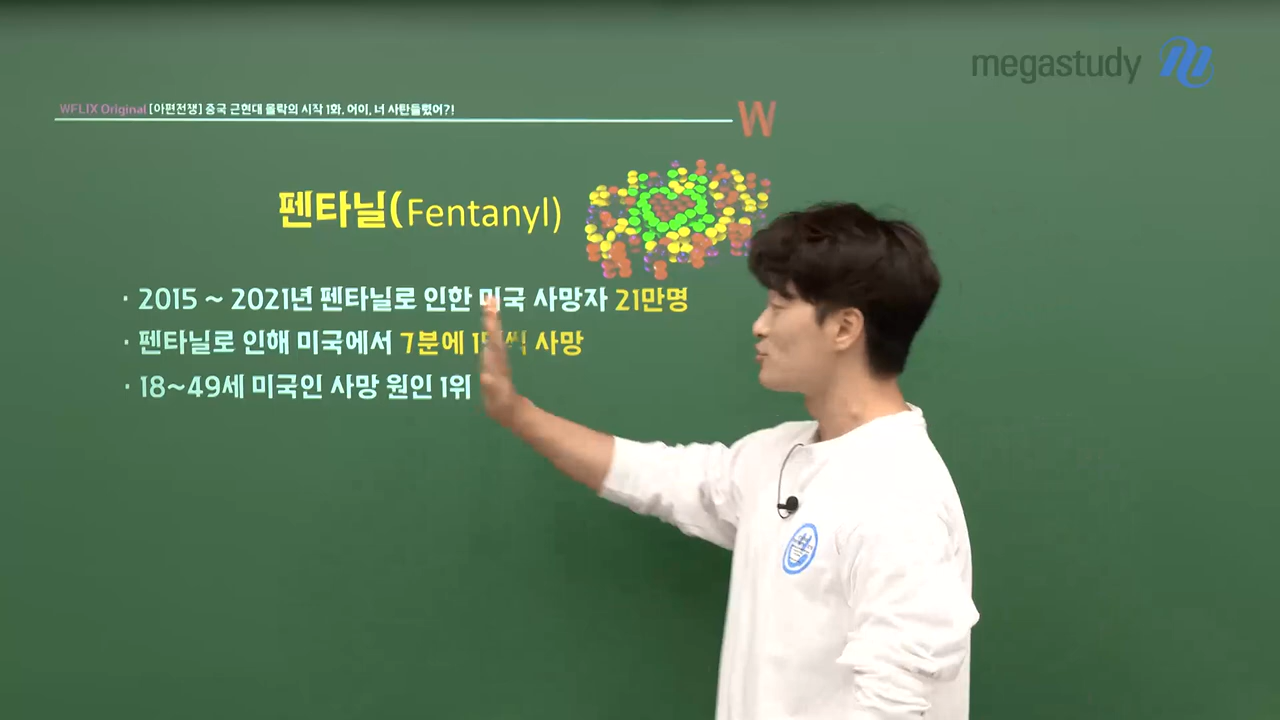 megastudy
WFLIX Original [아편전쟁] 중국 근현대 몰락의 시작 1화. 어이, 너 사탄들렸어?!
W
펜타닐(Fentanyl)
· 2015 ~ 2021년 펜타닐로 인한 미국 사망자 21만명
· 펜타닐로 인해 미국에서 7분에 1명씩 사망
· 18~49세 미국인 사망 원인 1위